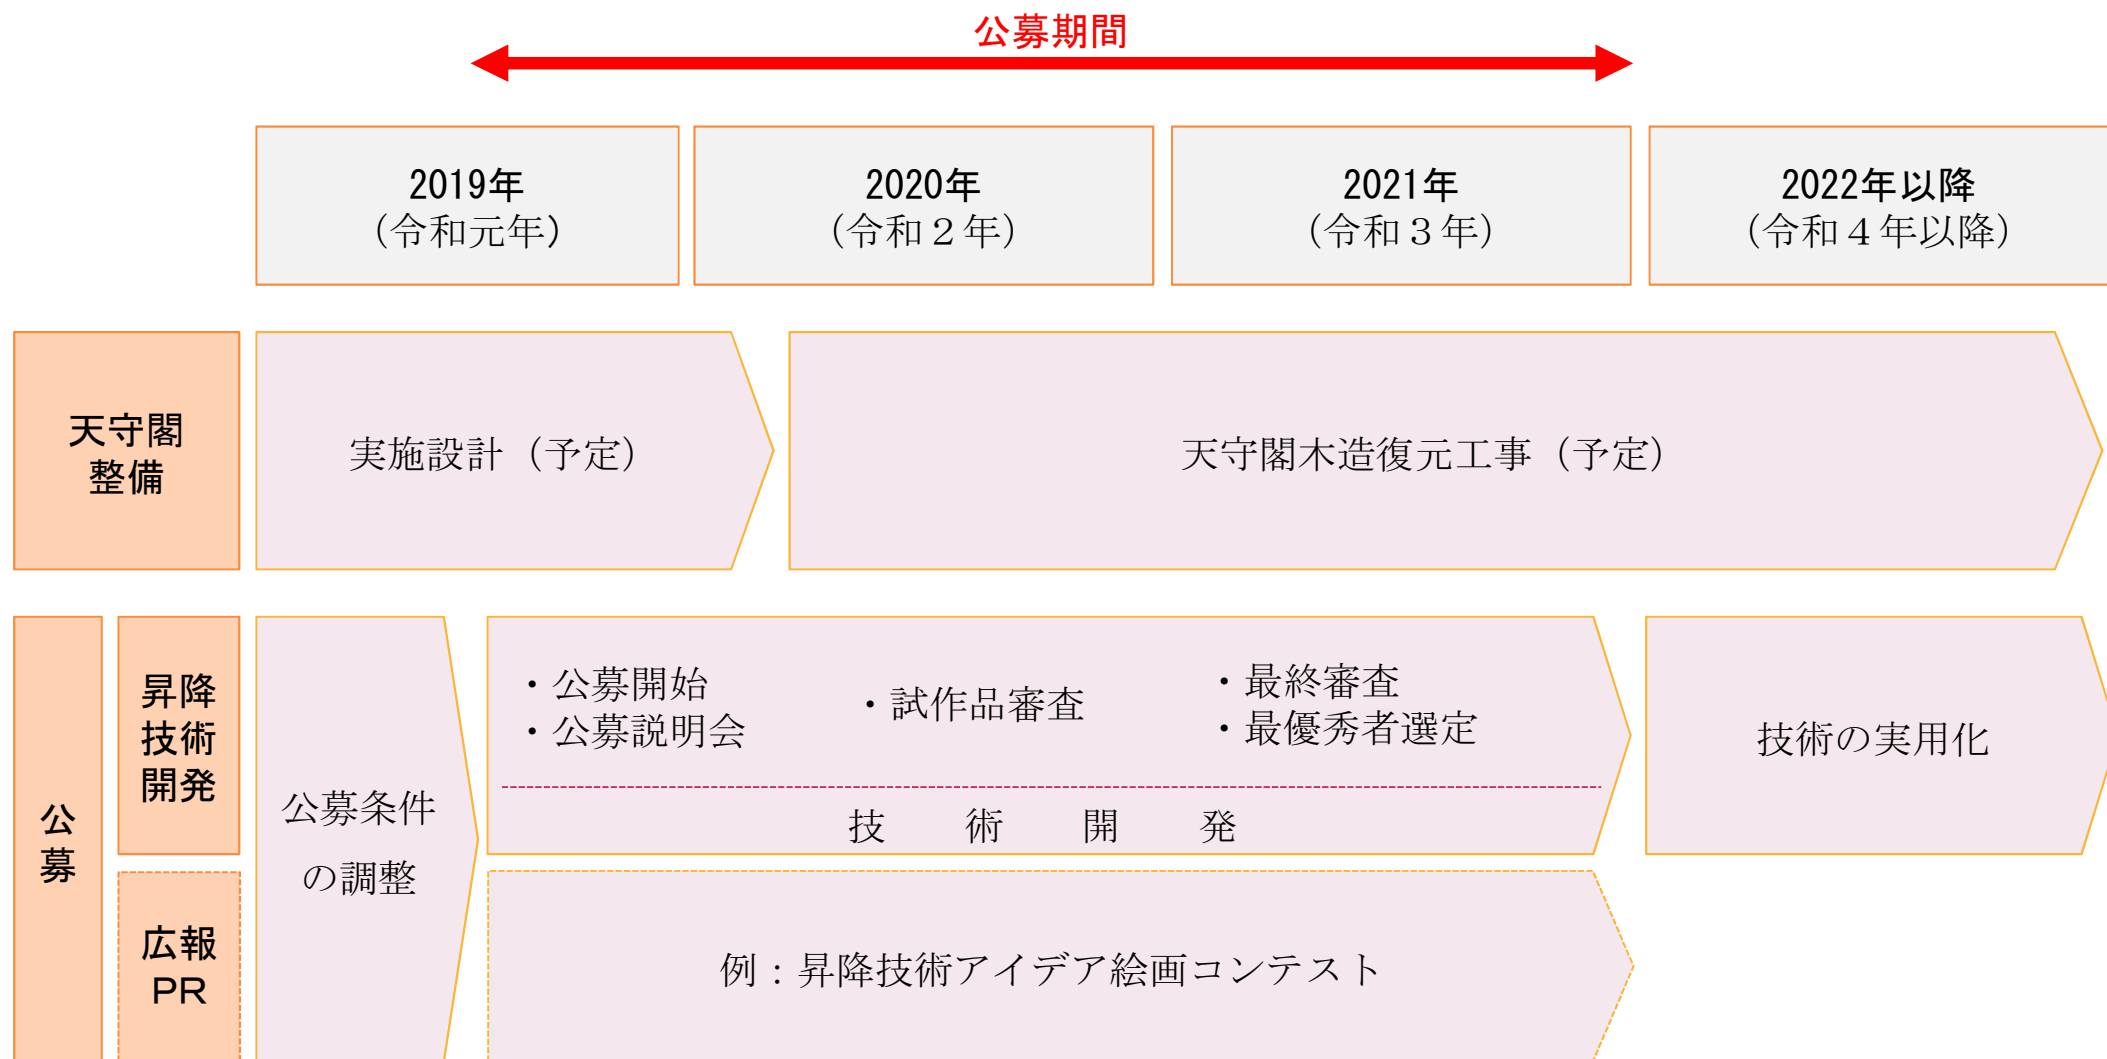 公募期間
2019年
（令和元年）
2020年
（令和２年）
2021年
（令和３年）
2022年以降
（令和４年以降）
天守閣
整備
実施設計（予定）
天守閣木造復元工事（予定）
公
募
昇降
技術
開発
公募条件
の調整
・公募開始
・公募説明会
・試作品審査
・最終審査
・最優秀者選定
技　術　開　発
技術の実用化
広報
PR
例：昇降技術アイデア絵画コンテスト